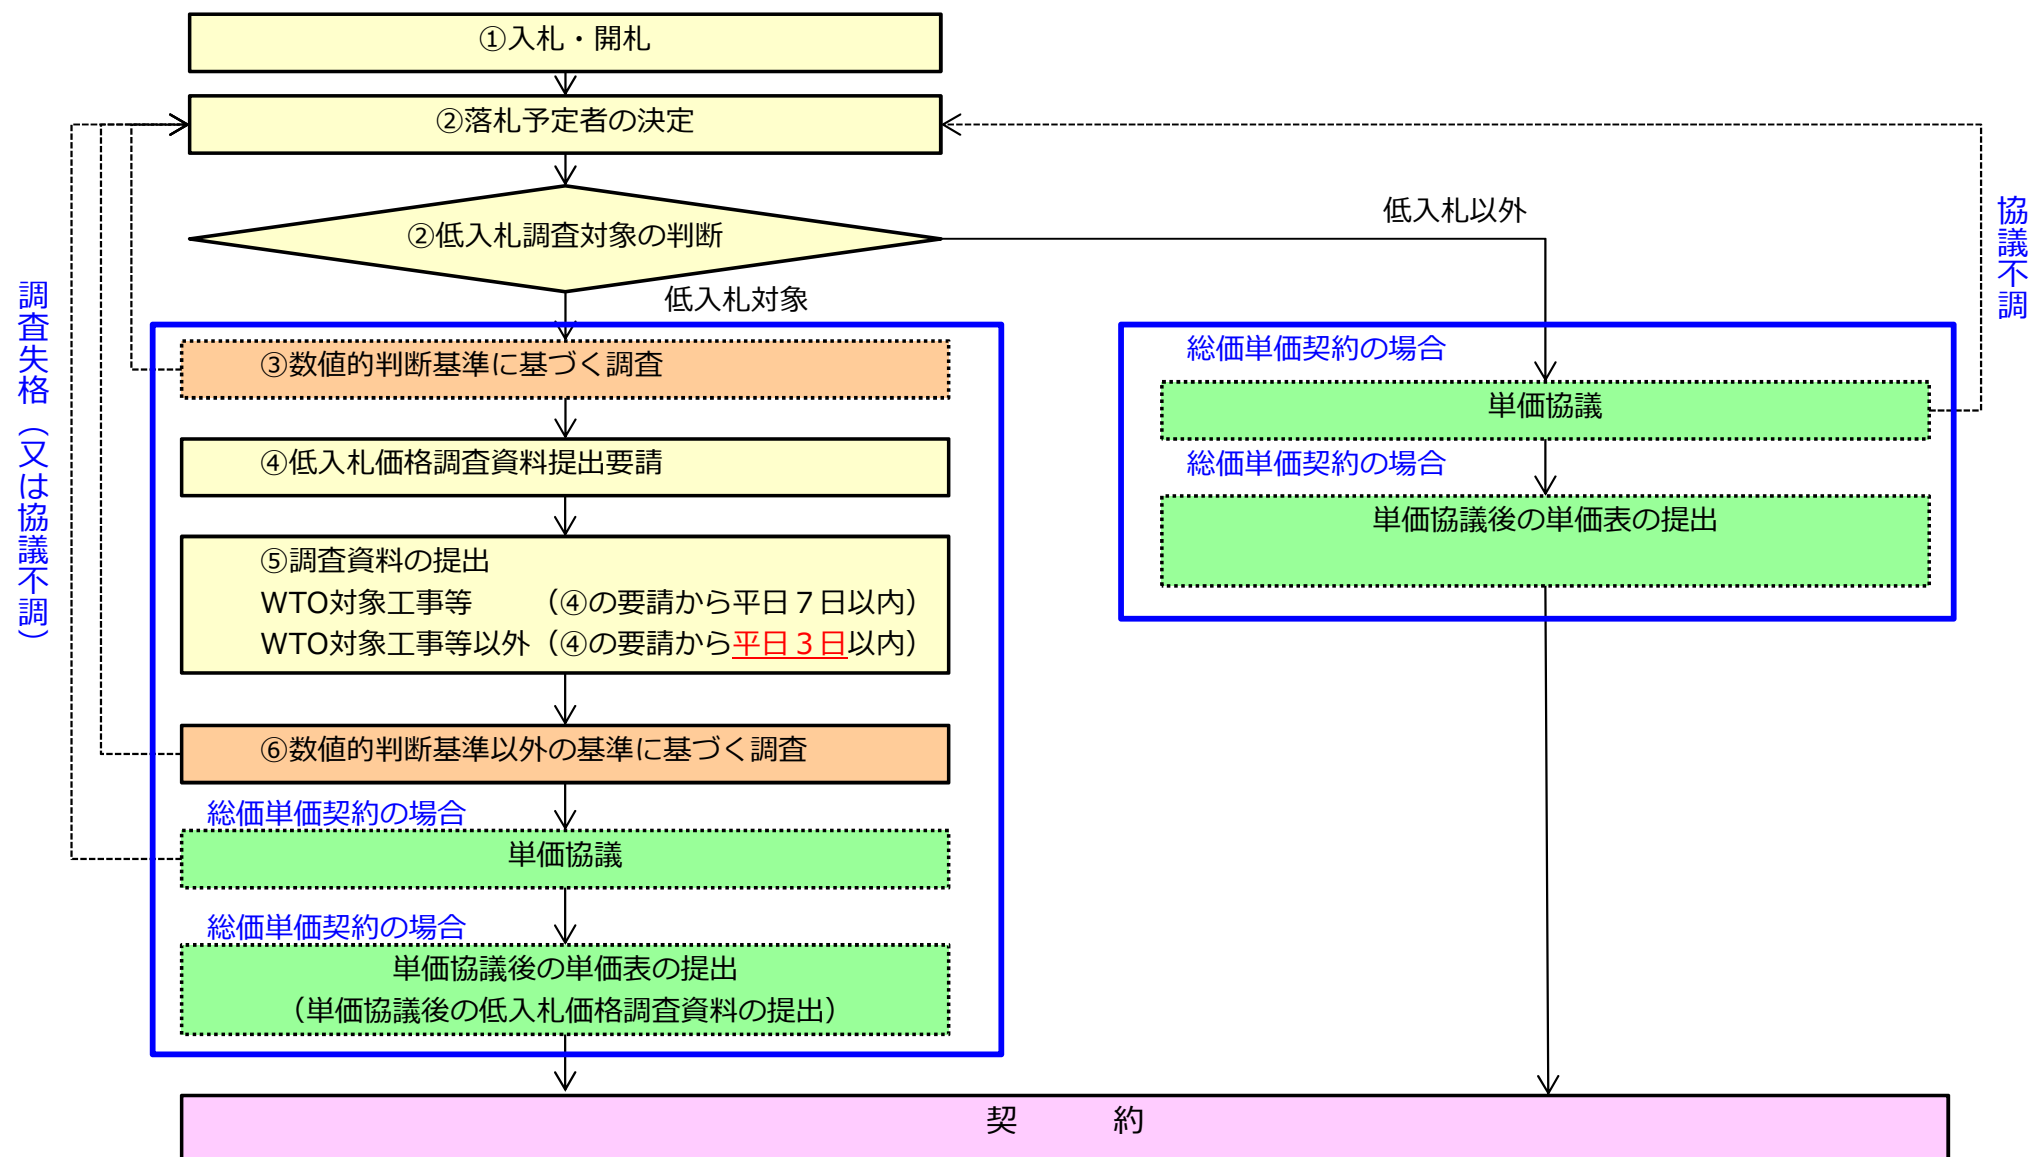 ①入札・開札
②落札予定者の決定
②低入札調査対象の判断
低入札以外
協議不調
低入札対象
調査失格（又は協議不調）
③数値的判断基準に基づく調査
④低入札価格調査資料提出要請
⑤調査資料の提出
WTO対象工事等　　（④の要請から平日７日以内）
WTO対象工事等以外（④の要請から平日３日以内）
⑥数値的判断基準以外の基準に基づく調査
総価単価契約の場合
単価協議
総価単価契約の場合
単価協議後の単価表の提出
（単価協議後の低入札価格調査資料の提出）
総価単価契約の場合
単価協議
総価単価契約の場合
単価協議後の単価表の提出
契　　　約